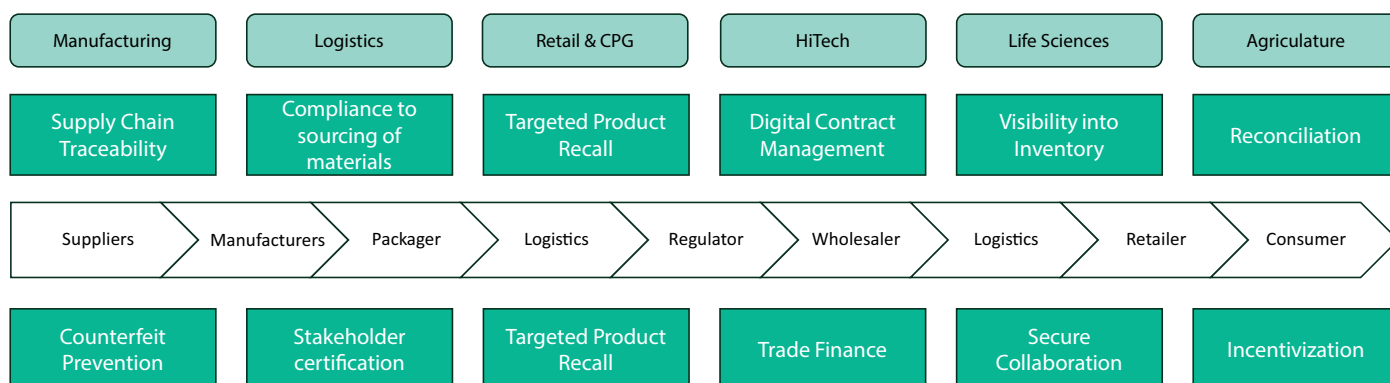 Manufacturing
Logistics
Retail & CPG
HiTech
Life Sciences
Agriculature
Supply Chain
Traceability
Compliance to
sourcing of
materials
Targeted Product
Recall
Digital Contract
Management
Visibility into
Inventory
Reconciliation
Suppliers
Manufacturers
Packager
Logistics
Regulator
Wholesaler
Logistics
Retailer
Consumer
Counterfeit
Prevention
Stakeholder
certification
Targeted Product
Recall
Trade Finance
Secure
Collaboration
Incentivization